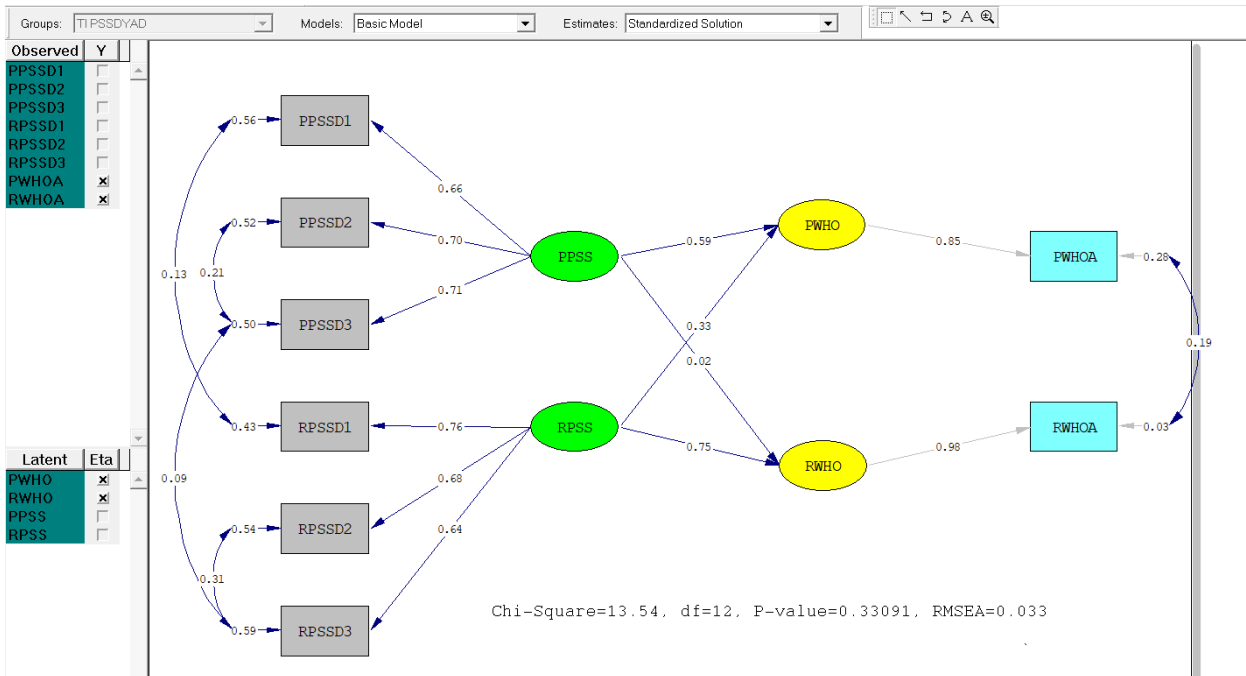 Groups: TI PSSDYAD Models: Basic Model Estimates: Standardized Solution A
Observed Y
PPSSD1
PPSSD2
PPSSD3
RPSSD1
RPSSD2
RPSSD3
PWHOA
RWHOA
Latent Eta
PWHO
RWHO
PPSS
RPSS
0.56 PPSSD1
0.66
0.52 PPSSD2 0.70 PWHO
0.59 0.85
PPSS PWHOA 0.28
0.13 0.21
0.71
0.50 PPSSD3 0.33
0.19
0.02
0.43 RPSSD1 0.76 RPSS RWHOA 0.03
0.75 0.98
RWHO
0.09 0.68
0.54 RPSSD2 0.64
0.31
Chi-Square=13.54, df=12, P-value=0.33091, RMSEA=0.033
0.59 RPSSD3